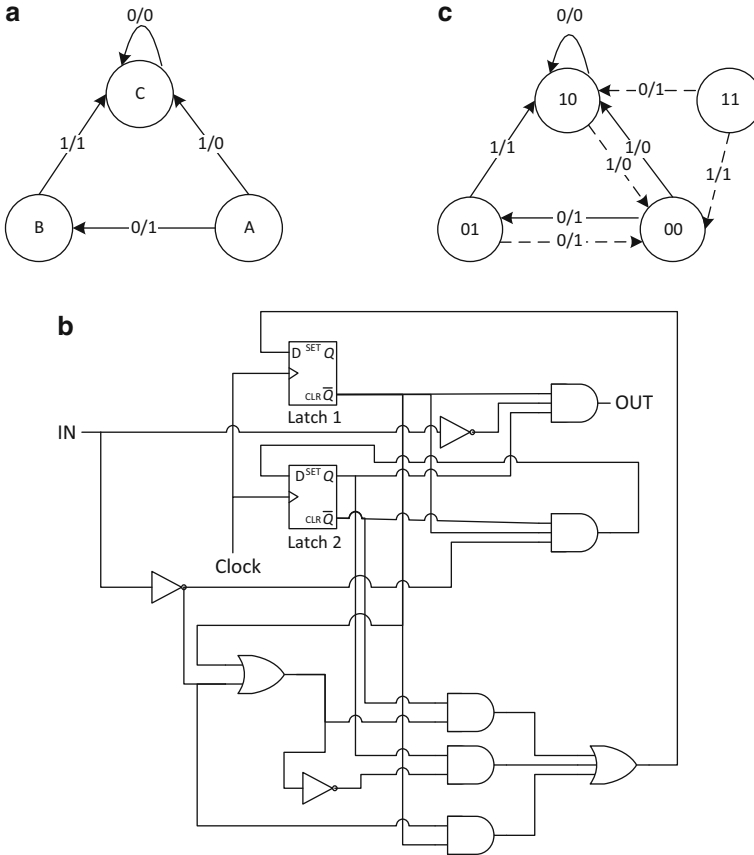 a
0/0
C
1/1
1/0
B
0/1
A
c
0/0
10
0/1
11
1/1
1/0
1/0
1/1
01
0/1
0/1
00
b
D SET Q
CLR Q̅
Latch 1
OUT
IN
D SET Q
CLR Q̅
Latch 2
Clock